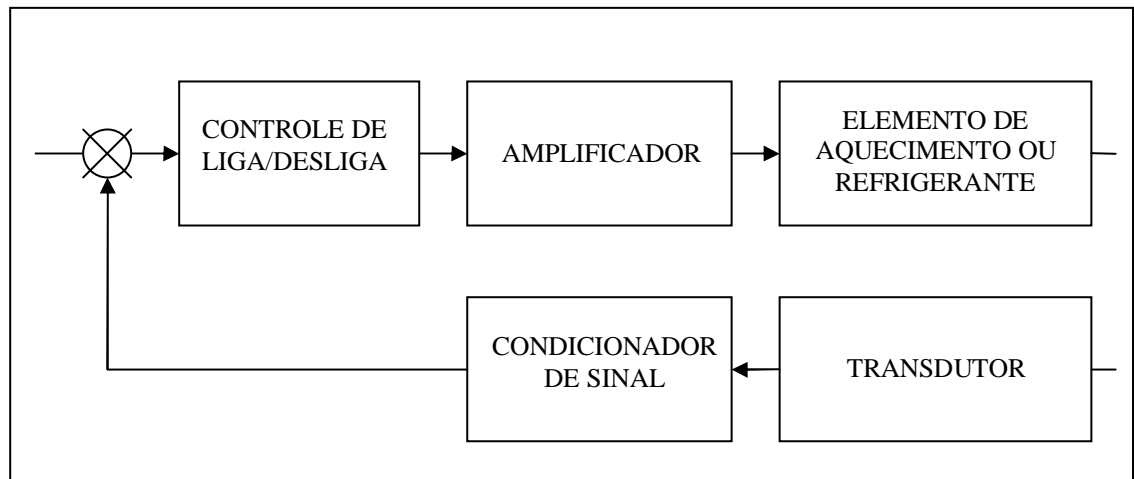 CONTROLE DE
LIGA/DESLIGA
AMPLIFICADOR
ELEMENTO DE
AQUECIMENTO OU
REFRIGERANTE
CONDICIONADOR
DE SINAL
TRANSDUTOR